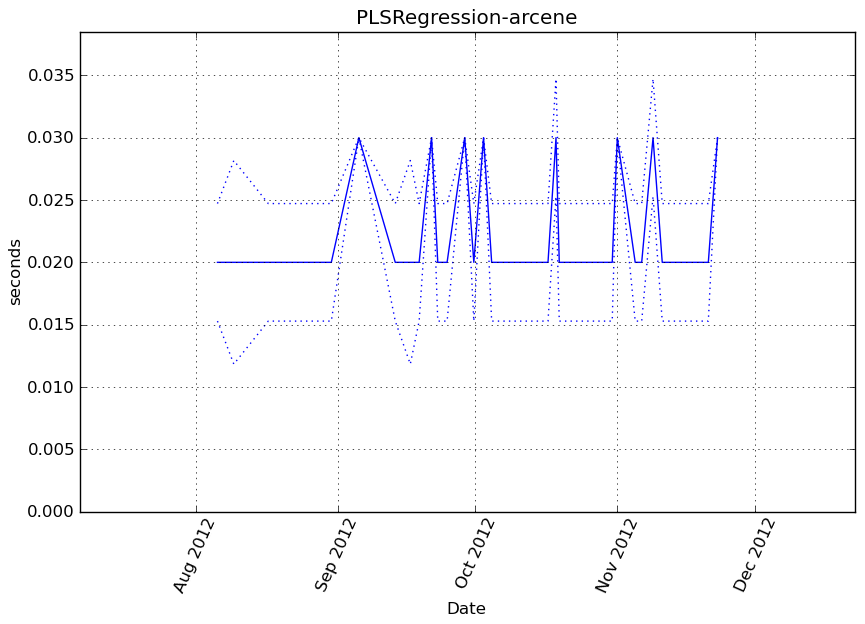 PLSRegression-arcene
0.035
0.030
0.025
0.020
0.015
0.010
0.005
0.000
seconds
Aug 2012
Sep 2012
Oct 2012
Nov 2012
Dec 2012
Date